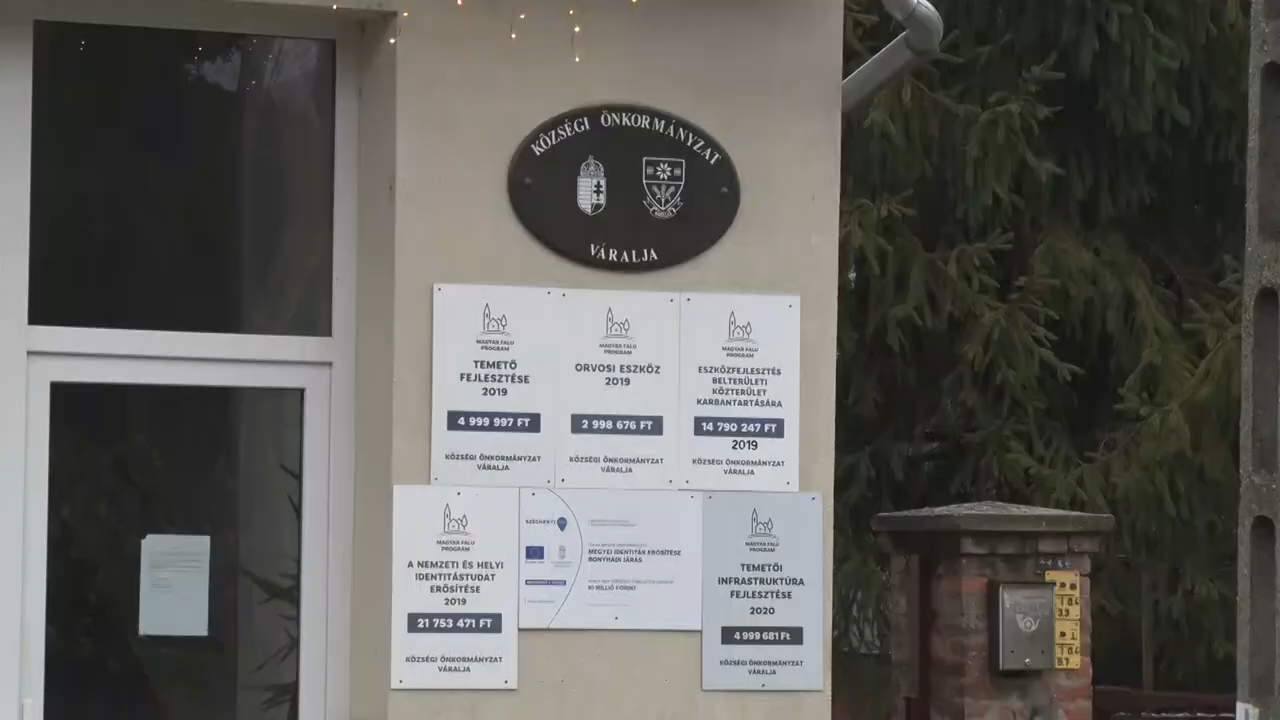 KÖZSÉGI ÖNKORMÁNYZAT
VÁRALJA
MAGYAR FALU
PROGRAM
TEMETŐ
FEJLESZTÉSE
2019
4 999 997 FT
KÖZSÉGI ÖNKORMÁNYZAT
VÁRALJA
MAGYAR FALU
PROGRAM
ORVOSI ESZKÖZ
2019
2 998 676 FT
KÖZSÉGI ÖNKORMÁNYZAT
VÁRALJA
MAGYAR FALU
PROGRAM
ESZKÖZFEJLESZTÉS
BELTERÜLETI
KÖZTERÜLET
KARBANTARTÁSÁRA
14 790 247 FT
2019
KÖZSÉGI ÖNKORMÁNYZAT
VÁRALJA
MAGYAR FALU
PROGRAM
A NEMZETI ÉS HELYI
IDENTITÁSTUDAT
ERŐSÍTÉSE
2019
21 753 471 FT
KÖZSÉGI ÖNKORMÁNYZAT
VÁRALJA
SZÉCHENYI
MEGYEI IDENTITÁS ERŐSÍTÉSE
BONYHÁDI JÁRÁS
MAGYAR FALU
PROGRAM
TEMETŐI
INFRASTRUKTÚRA
FEJLESZTÉSE
2020
4 999 681 Ft
KÖZSÉGI ÖNKORMÁNYZAT
VÁRALJA